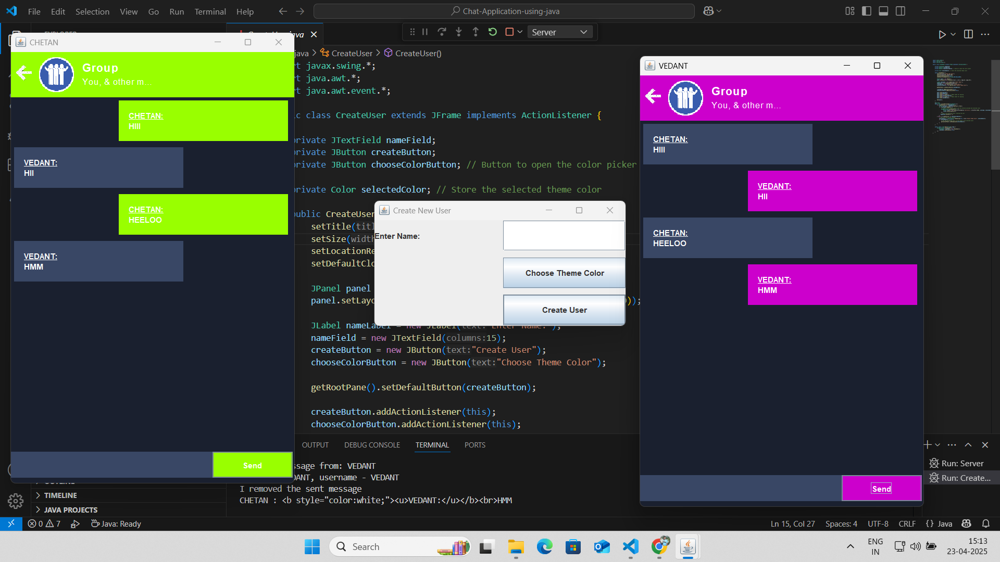 File Edit Selection View Go Run Terminal Help
Chat-Application-using-java
Server
CHETAN
Group
You, & other m...
CHETAN:
HIII
VEDANT:
HII
CHETAN:
HEELOO
VEDANT:
HMM
Send
java > CreateUser > CreateUser()
javax.swing.*;
java.awt.*;
java.awt.event.*;
class CreateUser extends JFrame implements ActionListener {
private JTextField nameField;
private JButton createButton;
private JButton chooseColorButton; // Button to open the color picker
private Color selectedColor; // Store the selected theme color
public CreateUser
setTitle(
setSize(width
setLocationRe
setDefaultClo
JPanel panel
panel.setLayo
));
JLabel
nameField = new JTextField(columns:15);
createButton = new JButton(text:"Create User");
chooseColorButton = new JButton(text:"Choose Theme Color");
getRootPane().setDefaultButton(createButton);
createButton.addActionListener(this);
chooseColorButton.addActionListener(this);
Create New User
Enter Name:
Choose Theme Color
Create User
VEDANT
Group
You, & other m...
CHETAN:
HIII
VEDANT:
HII
CHETAN:
HEELOO
VEDANT:
HMM
Send
OUTPUT DEBUG CONSOLE TERMINAL PORTS
ssage from: VEDANT
DANT, username - VEDANT
I removed the sent message
CHETAN : <b style="color:white;"><u>VEDANT:</u></b><br>HMM
Run: Server
Run: Create...
TIMELINE
JAVA PROJECTS
0 7 Java: Ready
Ln 15, Col 27 Spaces: 4 UTF-8 CRLF {} Java
Search
ENG
IN
15:13
23-04-2025